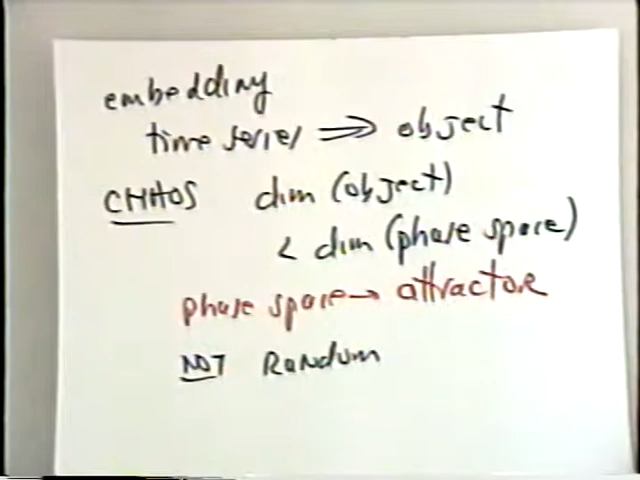 embedding
time series ⇒ object
CHAOS dim (object)
< dim (phase space)
phase space → attractor
NOT Random